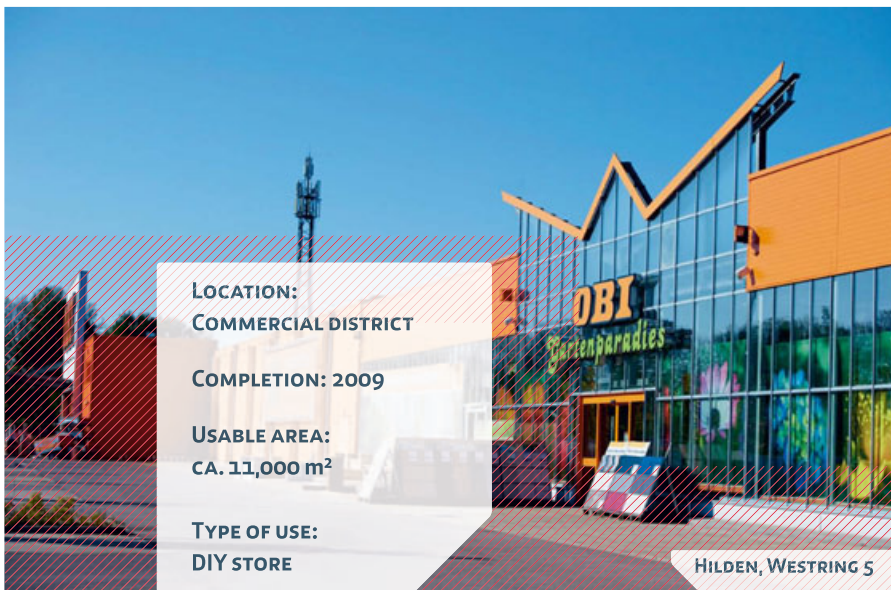 OBI
Gartenparadies
LOCATION:
COMMERCIAL DISTRICT
COMPLETION: 2009
USABLE AREA:
CA. 11,000 m²
TYPE OF USE:
DIY STORE
HILDEN, WESTRING 5